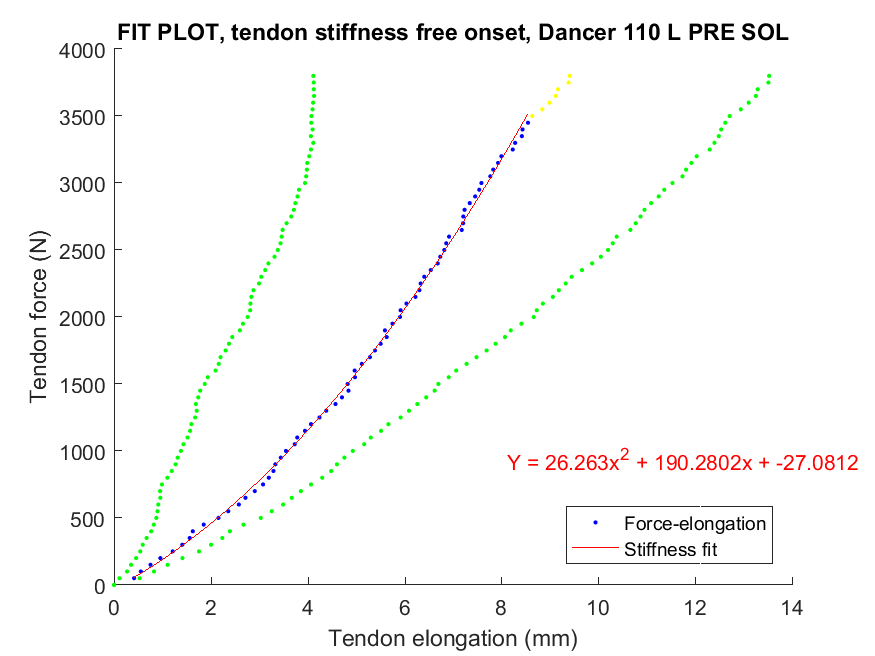 FIT PLOT, tendon stiffness free onset, Dancer 110 L PRE SOL
4000
3500
3000
2500
2000
1500
1000
500
0
Tendon force (N)
Y = 26.263x² + 190.2802x + -27.0812
Force-elongation
Stiffness fit
0 2 4 6 8 10 12 14
Tendon elongation (mm)